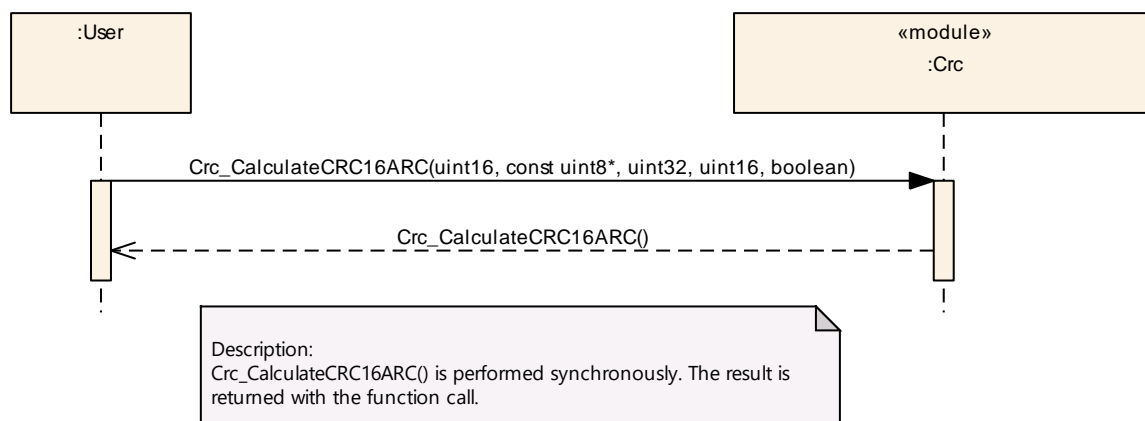 :User
«module»
:Crc
Crc_CalculateCRC16ARC(uint16, const uint8*, uint32, uint16, boolean)
Crc_CalculateCRC16ARC()
Description:
Crc_CalculateCRC16ARC() is performed synchronously. The result is
returned with the function call.